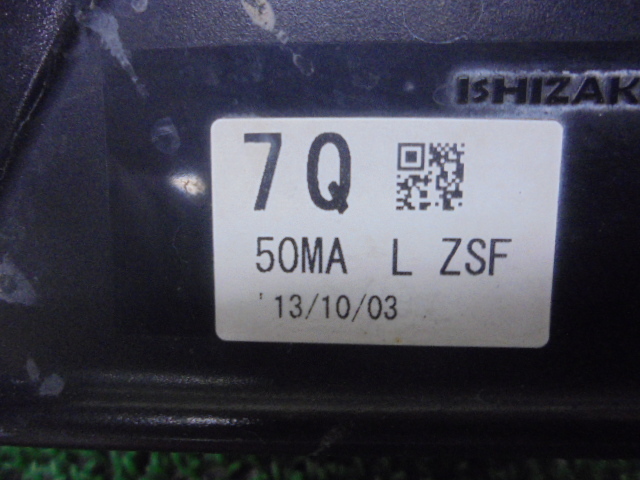 ISHIZAK
7Q
50MA L ZSF
'13/10/03